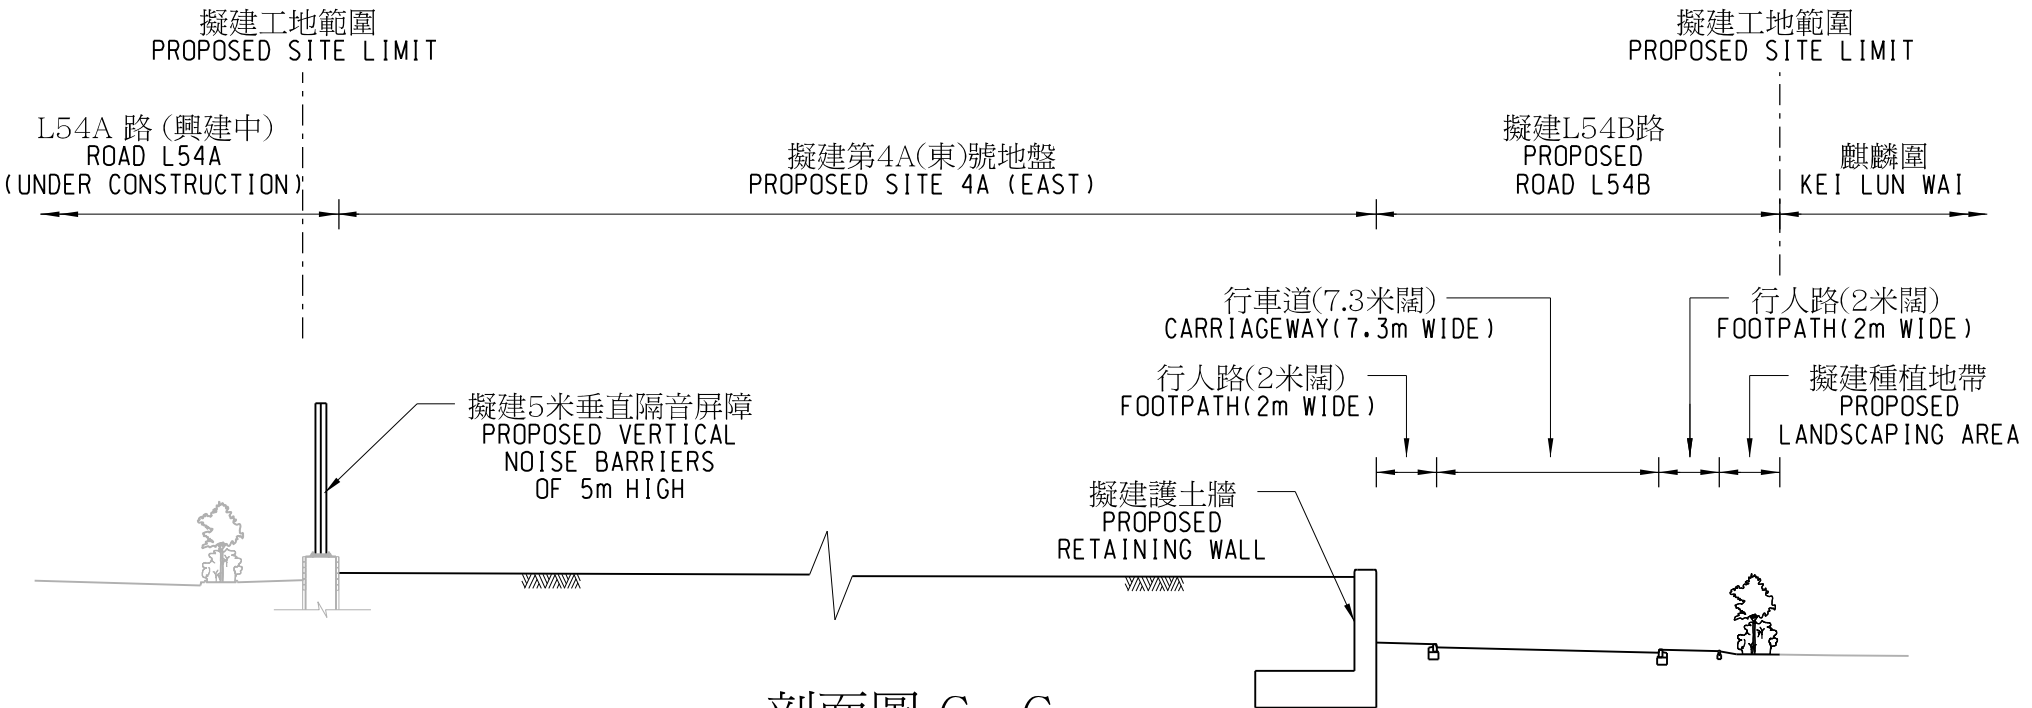 擬建工地範圍
PROPOSED SITE LIMIT
擬建工地範圍
PROPOSED SITE LIMIT
L54A 路 (興建中)
ROAD L54A
(UNDER CONSTRUCTION)
擬建第4A(東)號地盤
PROPOSED SITE 4A (EAST)
擬建L54B路
PROPOSED
ROAD L54B
麒麟圍
KEI LUN WAI
行車道(7.3米闊)
CARRIAGEWAY(7.3m WIDE)
行人路(2米闊)
FOOTPATH(2m WIDE)
行人路(2米闊)
FOOTPATH(2m WIDE)
擬建種植地帶
PROPOSED
LANDSCAPING AREA
擬建5米垂直隔音屏障
PROPOSED VERTICAL
NOISE BARRIERS
OF 5m HIGH
擬建護土牆
PROPOSED
RETAINING WALL